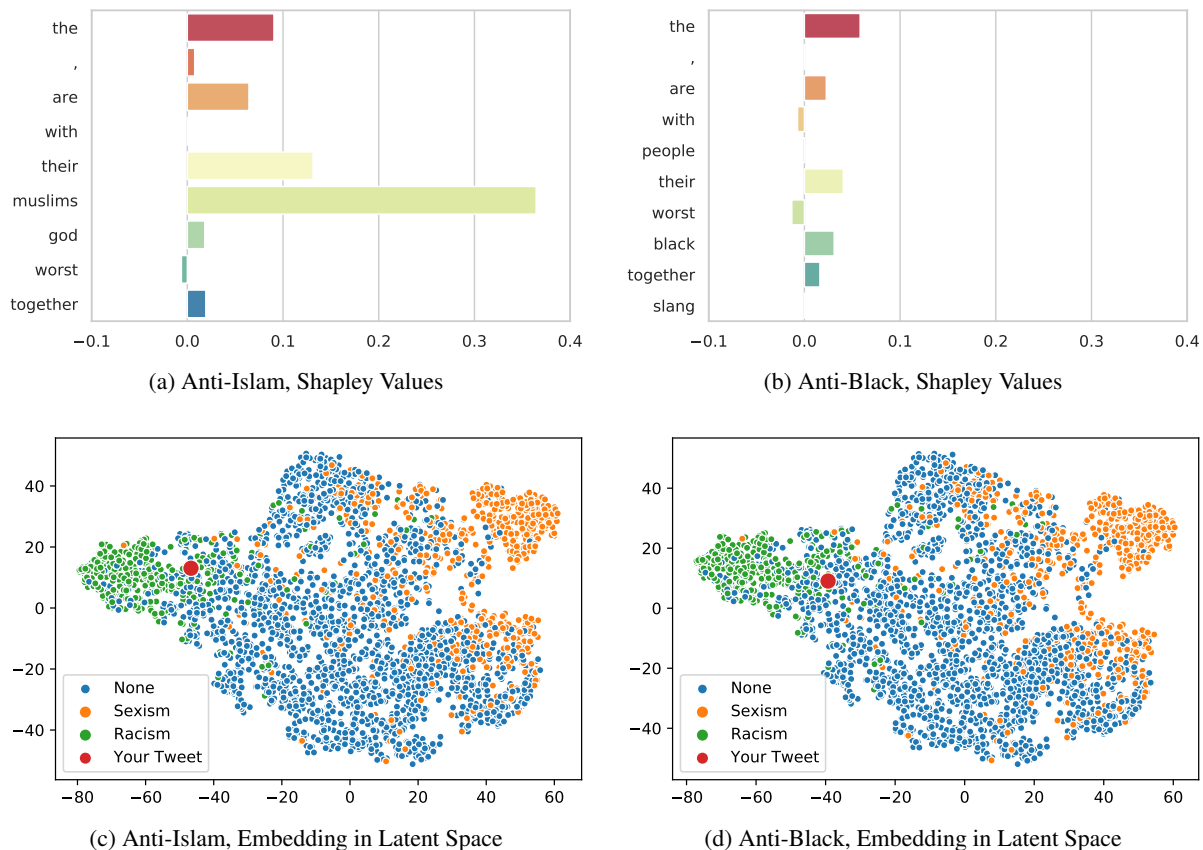 the
,
are
with
their
muslims
god
worst
together
−0.1 0.0 0.1 0.2 0.3 0.4
(a) Anti-Islam, Shapley Values
the
,
are
with
people
their
worst
black
together
slang
−0.1 0.0 0.1 0.2 0.3 0.4
(b) Anti-Black, Shapley Values
40
20
0
−20
−40
None
Sexism
Racism
Your Tweet
−80 −60 −40 −20 0 20 40 60
(c) Anti-Islam, Embedding in Latent Space
40
20
0
−20
−40
None
Sexism
Racism
Your Tweet
−80 −60 −40 −20 0 20 40 60
(d) Anti-Black, Embedding in Latent Space